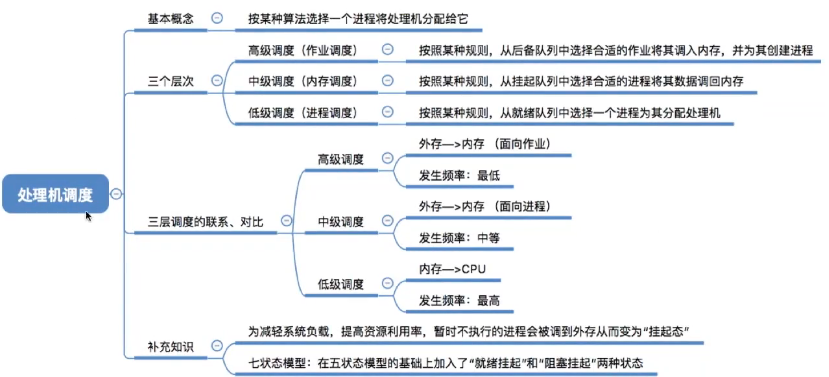 处理机调度
基本概念
按某种算法选择一个进程将处理机分配给它
三个层次
高级调度（作业调度）
按照某种规则，从后备队列中选择合适的作业将其调入内存，并为其创建进程
中级调度（内存调度）
按照某种规则，从挂起队列中选择合适的进程将其数据调回内存
低级调度（进程调度）
按照某种规则，从就绪队列中选择一个进程为其分配处理机
三层调度的联系、对比
高级调度
外存—>内存 （面向作业）
发生频率：最低
中级调度
外存—>内存 （面向进程）
发生频率：中等
低级调度
内存—>CPU
发生频率：最高
补充知识
为减轻系统负载，提高资源利用率，暂时不执行的进程会被调到外存从而变为“挂起态”
七状态模型：在五状态模型的基础上加入了“就绪挂起”和“阻塞挂起”两种状态